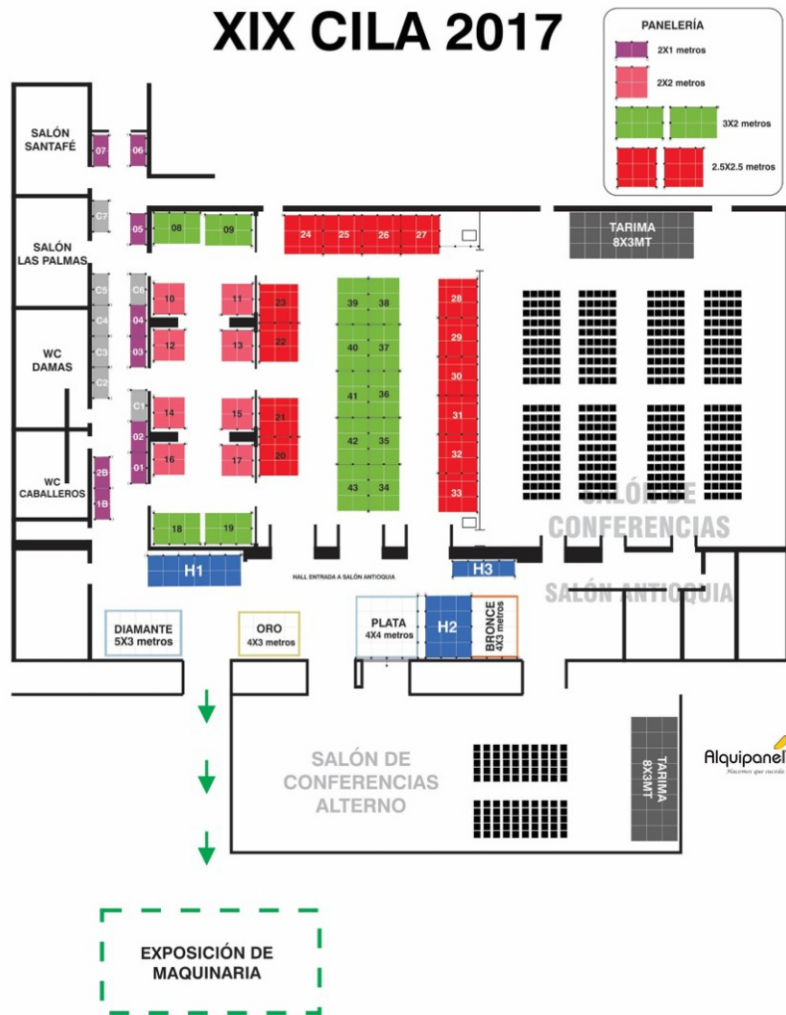 XIX CILA 2017
PANELERÍA
2X1 metros
2X2 metros
3X2 metros
2.5X2.5 metros
SALÓN
SANTAFÉ
07
06
C7
05
08
09
24
25
26
27
TARIMA
8X3MT
SALÓN
LAS PALMAS
C5
C6
10
11
23
39
38
28
C4
04
29
WC
DAMAS
C3
03
12
13
22
40
37
30
C2
C1
14
15
21
41
36
31
02
WC
CABALLEROS
2B
01
16
17
20
42
35
32
1B
43
34
33
SALÓN DE
CONFERENCIAS
18
19
H1
HALL ENTRADA A SALÓN ANTIOQUIA
H3
SALÓN ANTIOQUIA
DIAMANTE
5X3 metros
ORO
4X3 metros
PLATA
4X4 metros
H2
BRONCE
4X3 metros
SALÓN DE
CONFERENCIAS
ALTERNO
TARIMA
8X3MT
Alquipanel
Hacemos que suceda
EXPOSICIÓN DE
MAQUINARIA